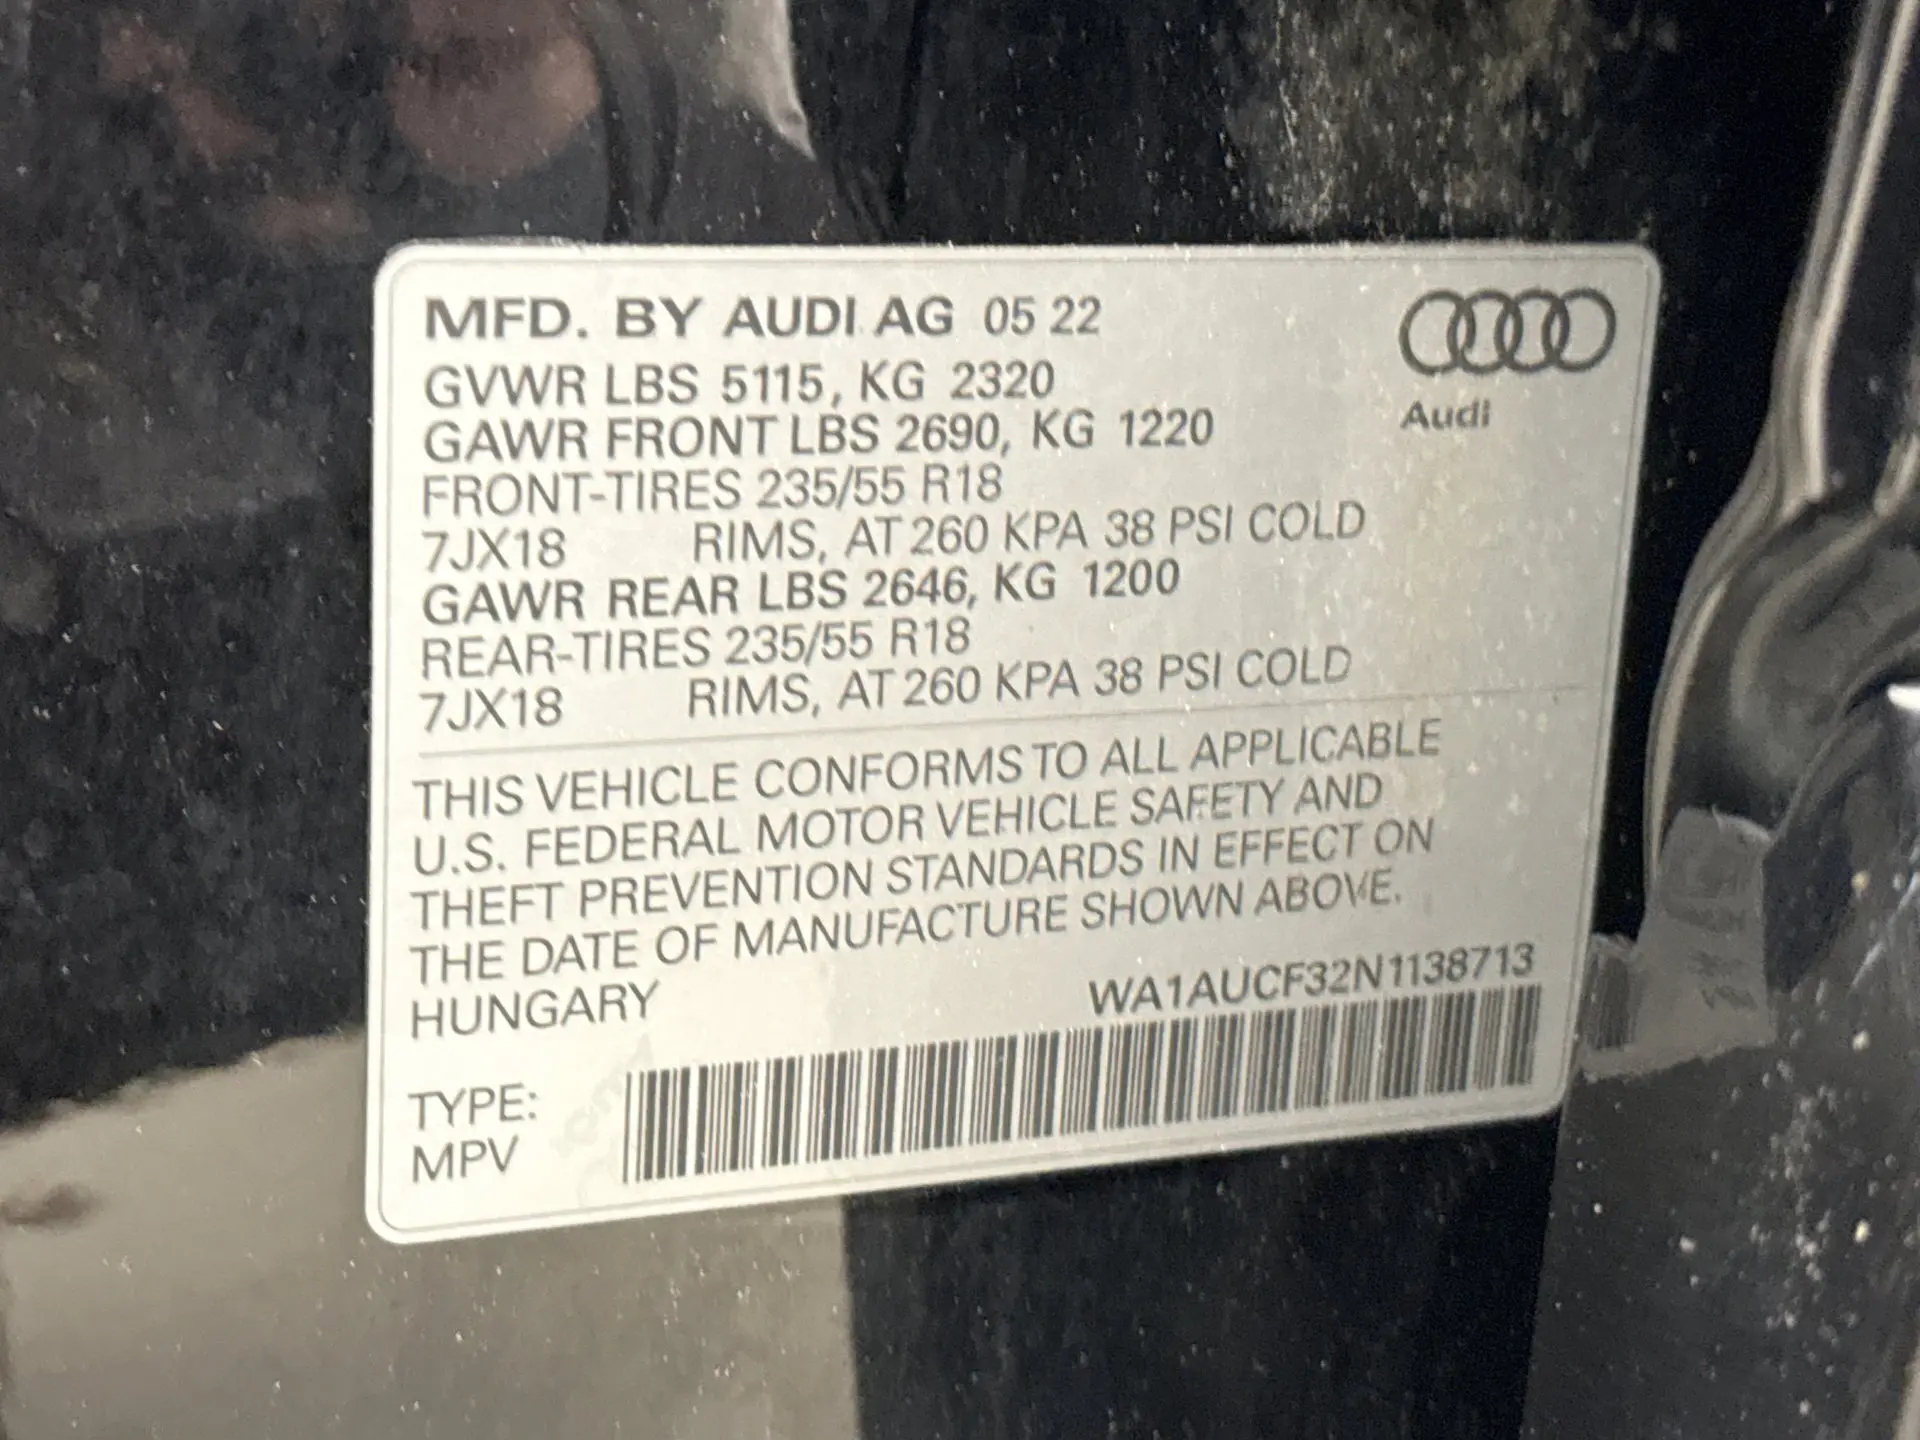 MFD. BY AUDI AG 05 22
GVWR LBS 5115, KG 2320
GAWR FRONT LBS 2690, KG 1220
FRONT-TIRES 235/55 R18
7JX18 RIMS, AT 260 KPA 38 PSI COLD
GAWR REAR LBS 2646, KG 1200
REAR-TIRES 235/55 R18
7JX18 RIMS, AT 260 KPA 38 PSI COLD
Audi
THIS VEHICLE CONFORMS TO ALL APPLICABLE
U.S. FEDERAL MOTOR VEHICLE SAFETY AND
THEFT PREVENTION STANDARDS IN EFFECT ON
THE DATE OF MANUFACTURE SHOWN ABOVE.
HUNGARY WA1AUCF32N1138713
TYPE:
MPV